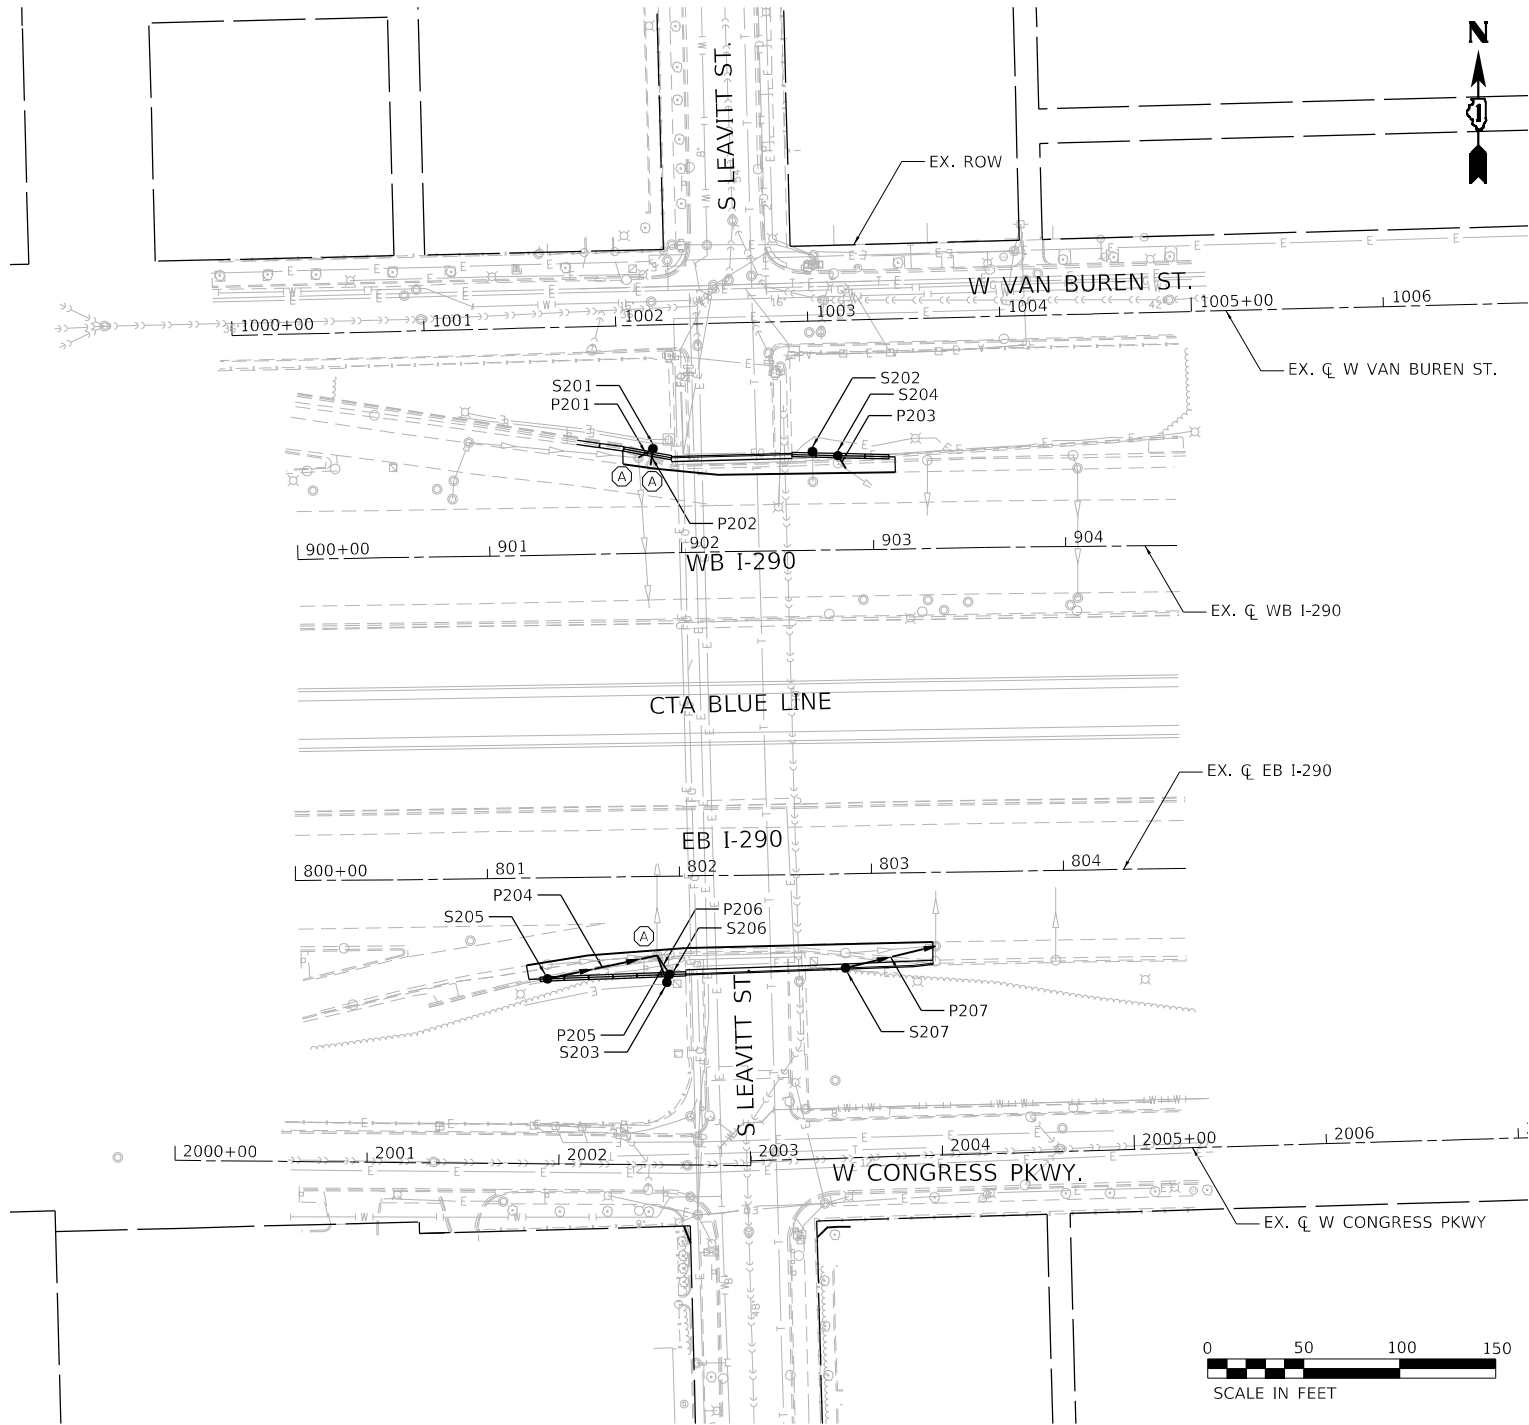 N
S LEAVITT ST.
EX. ROW
W VAN BUREN ST.
1000+00
1001
1002
1003
1004
1005+00
1006
EX. ℄ W VAN BUREN ST.
S201
P201
S202
S204
P203
A
A
P202
900+00
901
902
903
904
WB I-290
EX. ℄ WB I-290
CTA BLUE LINE
EX. ℄ EB I-290
EB I-290
800+00
801
802
803
804
P204
S205
A
P206
S206
P205
S203
P207
S207
S LEAVITT ST.
2000+00
2001
2002
2003
2004
2005+00
2006
W CONGRESS PKWY.
EX. ℄ W CONGRESS PKWY
0 50 100 150
SCALE IN FEET